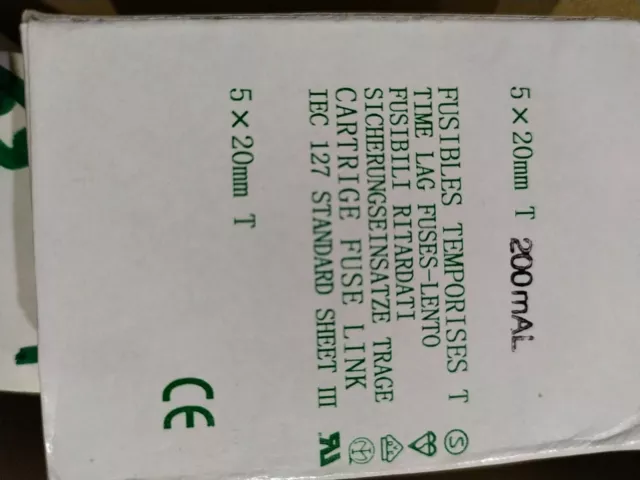 5×20mm T 200mAL
FUSIBLES TEMPORISES T
TIME LAG FUSES-LENTO
FUSIBILI RITARDATI
SICHERUNGSEINSATZE TRAGE
CARTRIGE FUSE LINK
IEC 127 STANDARD SHEET III
5×20mm T
CE